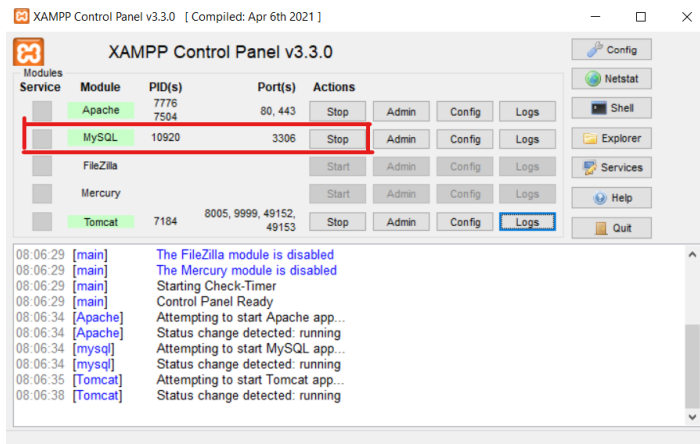 XAMPP Control Panel v3.3.0 [ Compiled: Apr 6th 2021 ]
XAMPP Control Panel v3.3.0
Config
Modules
Service Module PID(s) Port(s) Actions
Netstat
Apache 7776 7504 80, 443 Stop Admin Config Logs
Shell
MySQL 10920 3306 Stop Admin Config Logs
Explorer
FileZilla Start Admin Config Logs
Services
Mercury Start Admin Config Logs
Help
Tomcat 7184 8005, 9999, 49152, 49153 Stop Admin Config Logs
Quit
08:06:29 [main] The FileZilla module is disabled
08:06:29 [main] The Mercury module is disabled
08:06:29 [main] Starting Check-Timer
08:06:29 [main] Control Panel Ready
08:06:34 [Apache] Attempting to start Apache app...
08:06:34 [Apache] Status change detected: running
08:06:34 [mysql] Attempting to start MySQL app...
08:06:34 [mysql] Status change detected: running
08:06:35 [Tomcat] Attempting to start Tomcat app...
08:06:38 [Tomcat] Status change detected: running